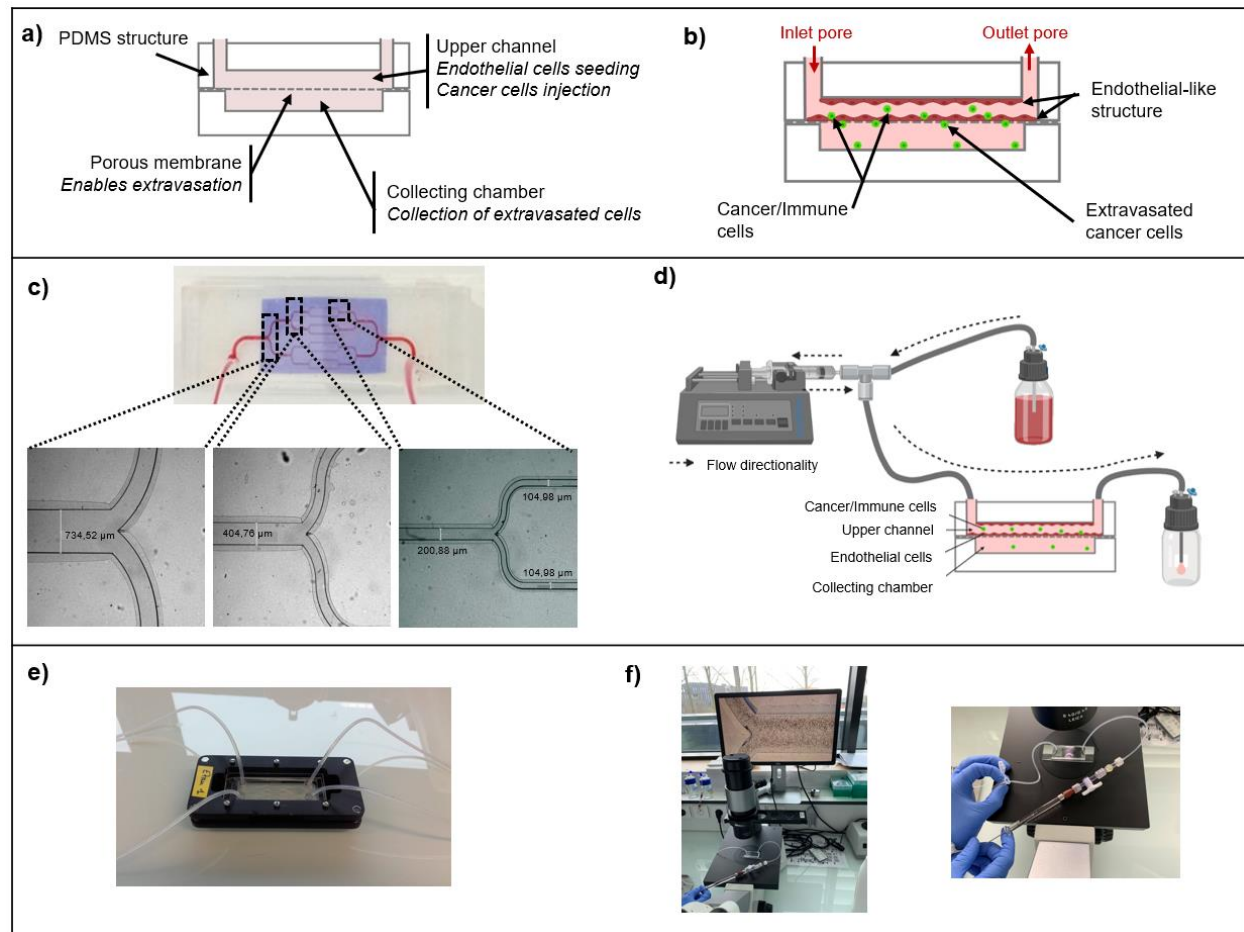 a)
PDMS structure
Upper channel
Endothelial cells seeding
Cancer cells injection
Porous membrane
Enables extravasation
Collecting chamber
Collection of extravasated cells
b)
Inlet pore
Outlet pore
Endothelial-like
structure
Cancer/Immune
cells
Extravasated
cancer cells
c)
734,52 µm
404,76 µm
104,98 µm
200,88 µm
104,98 µm
d)
Flow directionality
Cancer/Immune cells
Upper channel
Endothelial cells
Collecting chamber
e)
f)